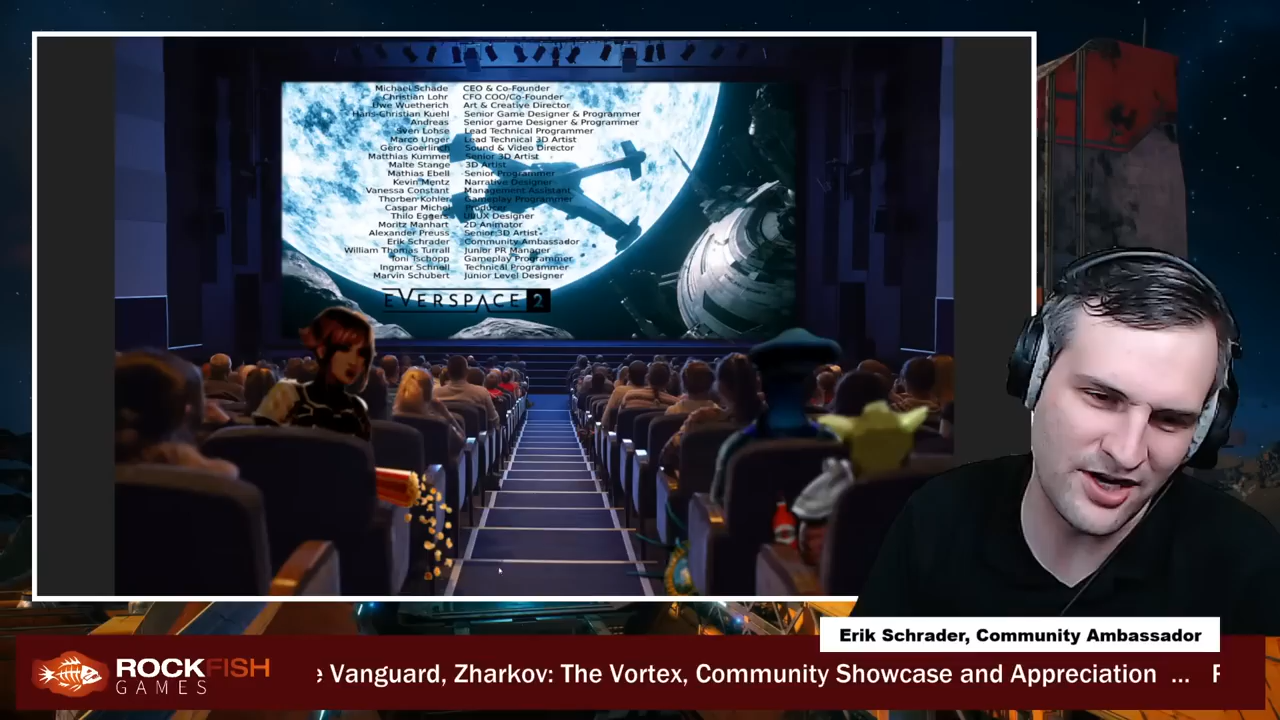 Michael Schade CEO & Co-Founder
Christian Lohr CFO COO/Co-Founder
Uwe Wuetherich Art & Creative Director
Hans-Christian Kuehl Senior Game Designer & Programmer
Andreas Senior game Designer & Programmer
Sven Lohse Lead Technical Programmer
Marco Unger Lead Technical 3D Artist
Gero Goerlinch Sound & Video Director
Matthias Kummer Senior 3D Artist
Malte Stange 3D Artist
Mathias Ebell Senior Programmer
Kevin Mentz Narrative Designer
Vanessa Constant Management Assistant
Thorben Kohler Gameplay Programmer
Caspar Michel Producer
Thilo Eggers UI/UX Designer
Moritz Manhart 2D Animator
Alexander Preuss Senior 3D Artist
Erik Schrader Community Ambassador
William Thomas Turrall Junior PR Manager
Toni Tschopp Gameplay Programmer
Ingmar Schnell Technical Programmer
Marvin Schubert Junior Level Designer
EVERSPACE 2
Erik Schrader, Community Ambassador
ROCKFISH
GAMES
Vanguard, Zharkov: The Vortex, Community Showcase and Appreciation ...